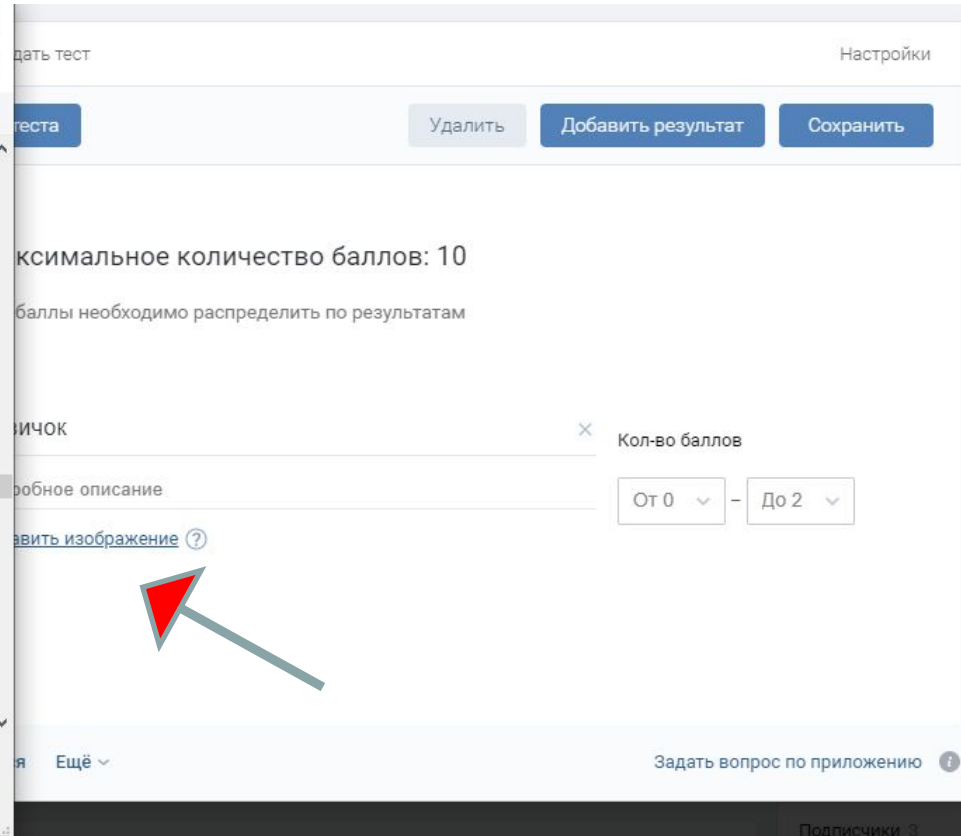 дать тест
Настройки
теста
Удалить
Добавить результат
Сохранить
ксимальное количество баллов: 10
баллы необходимо распределить по результатам
вичок
Кол-во баллов
робное описание
От 0 – До 2
авить изображение ?
я Ещё
Задать вопрос по приложению
Подписчики 3